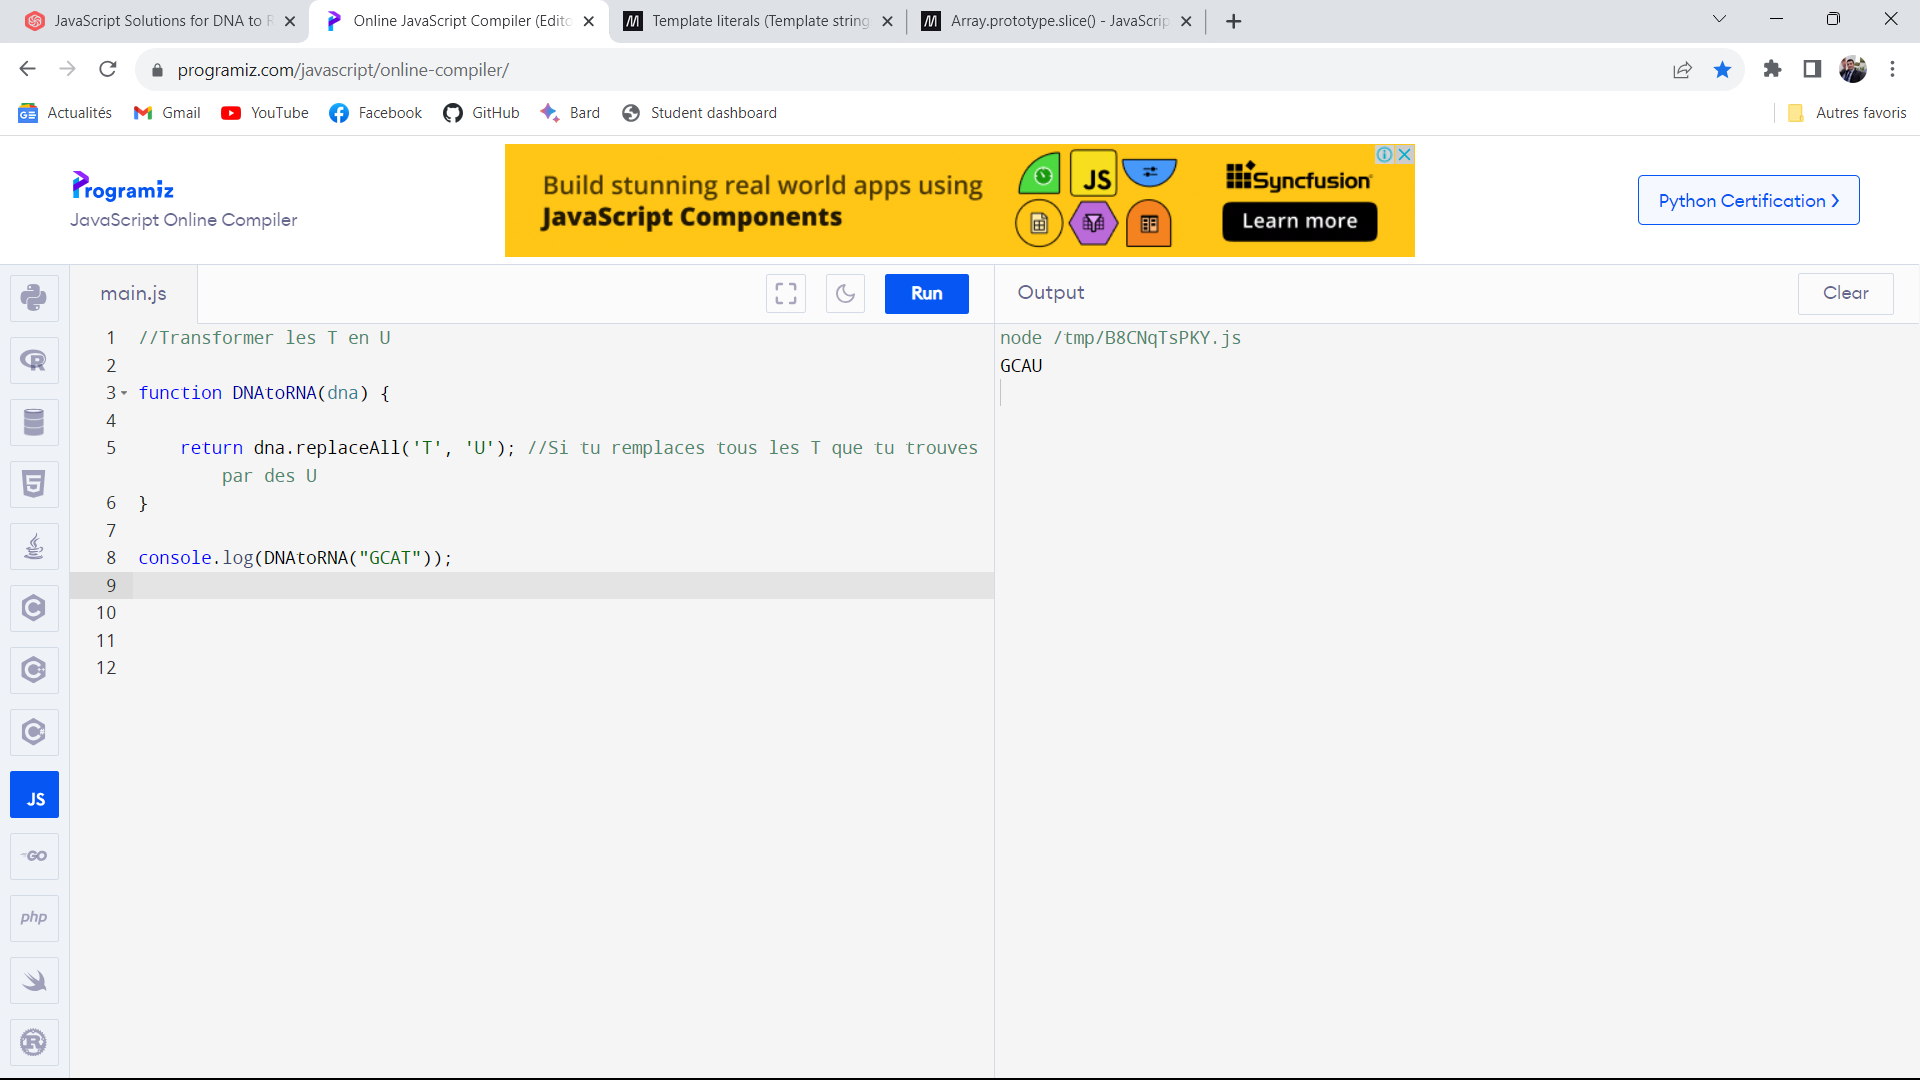 JavaScript Solutions for DNA to R
Online JavaScript Compiler (Edito
Template literals (Template string
Array.prototype.slice() - JavaScrip
programiz.com/javascript/online-compiler/
Actualités
Gmail
YouTube
Facebook
GitHub
Bard
Student dashboard
Autres favoris
Programiz
JavaScript Online Compiler
Build stunning real world apps using
JavaScript Components
JS
Syncfusion
Learn more
Python Certification
main.js
Run
Output
Clear
1 //Transformer les T en U
2
3 function DNAtoRNA(dna) {
4
5 return dna.replaceAll('T', 'U'); //Si tu remplaces tous les T que tu trouves
par des U
6 }
7
8 console.log(DNAtoRNA("GCAT"));
9
10
11
12
node /tmp/B8CNqTsPKY.js
GCAU
JS
GO
php